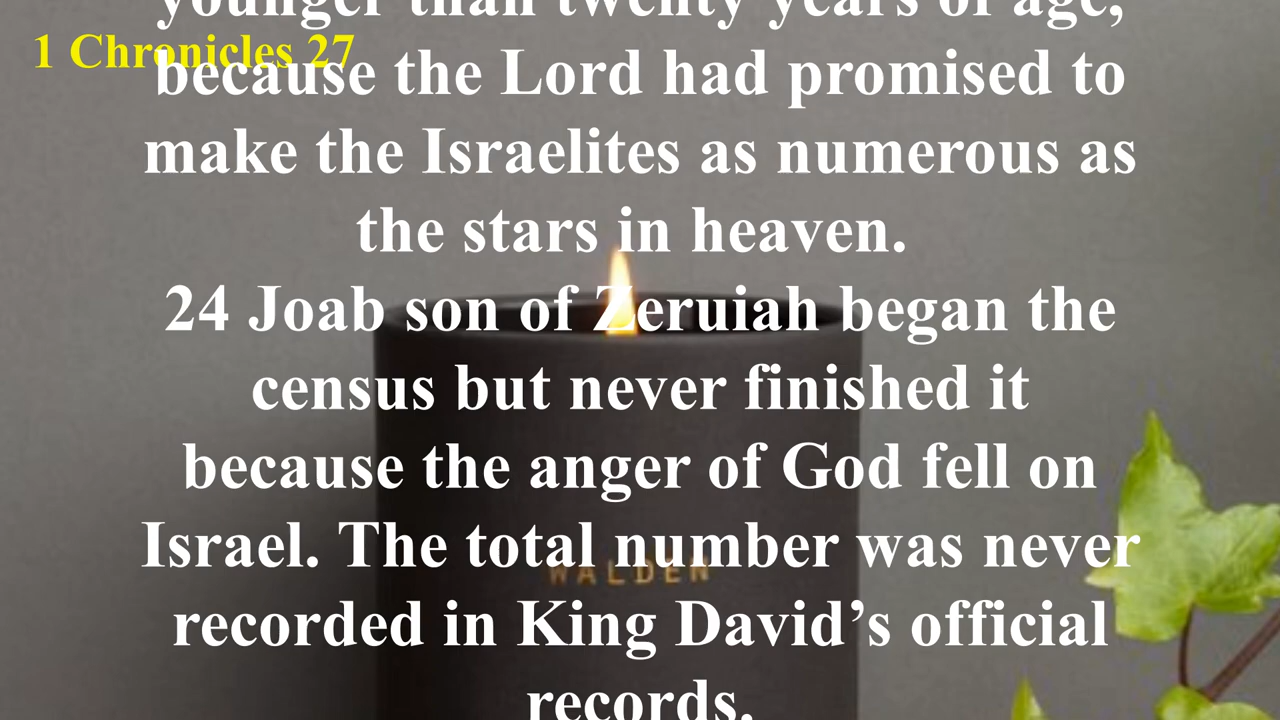 younger than twenty years of age,
1 Chronicles 27
because the Lord had promised to
make the Israelites as numerous as
the stars in heaven.
24 Joab son of Zeruiah began the
census but never finished it
because the anger of God fell on
Israel. The total number was never
WALDEN
recorded in King David’s official
records.